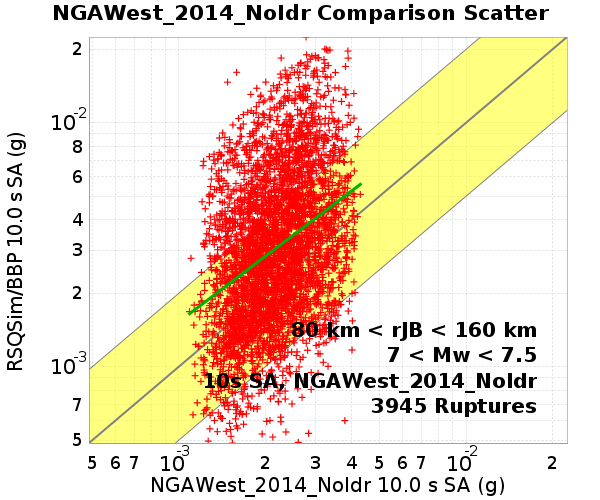 NGAWest_2014_NoIdr Comparison Scatter
RSQSim/BBP 10.0 s SA (g)
2
10^-2
8
6
4
3
2
10^-3
7
5
80 km < rJB < 160 km
7 < Mw < 7.5
10s SA, NGAWest_2014_NoIdr
3945 Ruptures
5 6 7 10^-3 2 3 4 5 6 7 10^-2 2
NGAWest_2014_NoIdr 10.0 s SA (g)